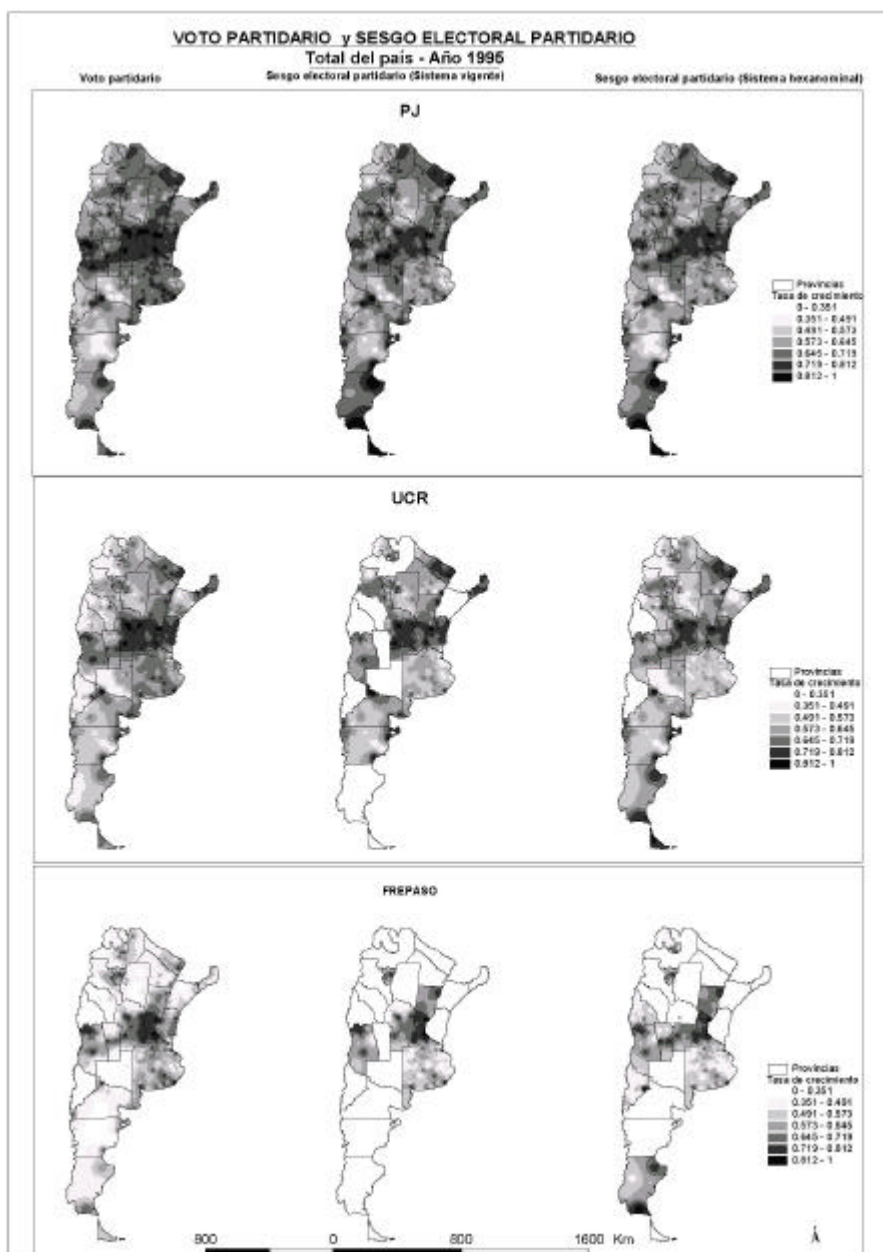 VOTO PARTIDARIO y SESGO ELECTORAL PARTIDARIO
Total del país - Año 1995
Voto partidario
Sesgo electoral partidario (Sistema vigente)
Sesgo electoral partidario (Sistema hexanominal)
PJ
Provincias
Tasa de crecimiento
0 - 0.351
0.351 - 0.491
0.491 - 0.573
0.573 - 0.645
0.645 - 0.719
0.719 - 0.812
0.812 - 1
UCR
Provincias
Tasa de crecimiento
0 - 0.351
0.351 - 0.491
0.491 - 0.573
0.573 - 0.645
0.645 - 0.719
0.719 - 0.812
0.812 - 1
FREPASO
Provincias
Tasa de crecimiento
0 - 0.351
0.351 - 0.491
0.491 - 0.573
0.573 - 0.645
0.645 - 0.719
0.719 - 0.812
0.812 - 1
800 0 800 1600 Km